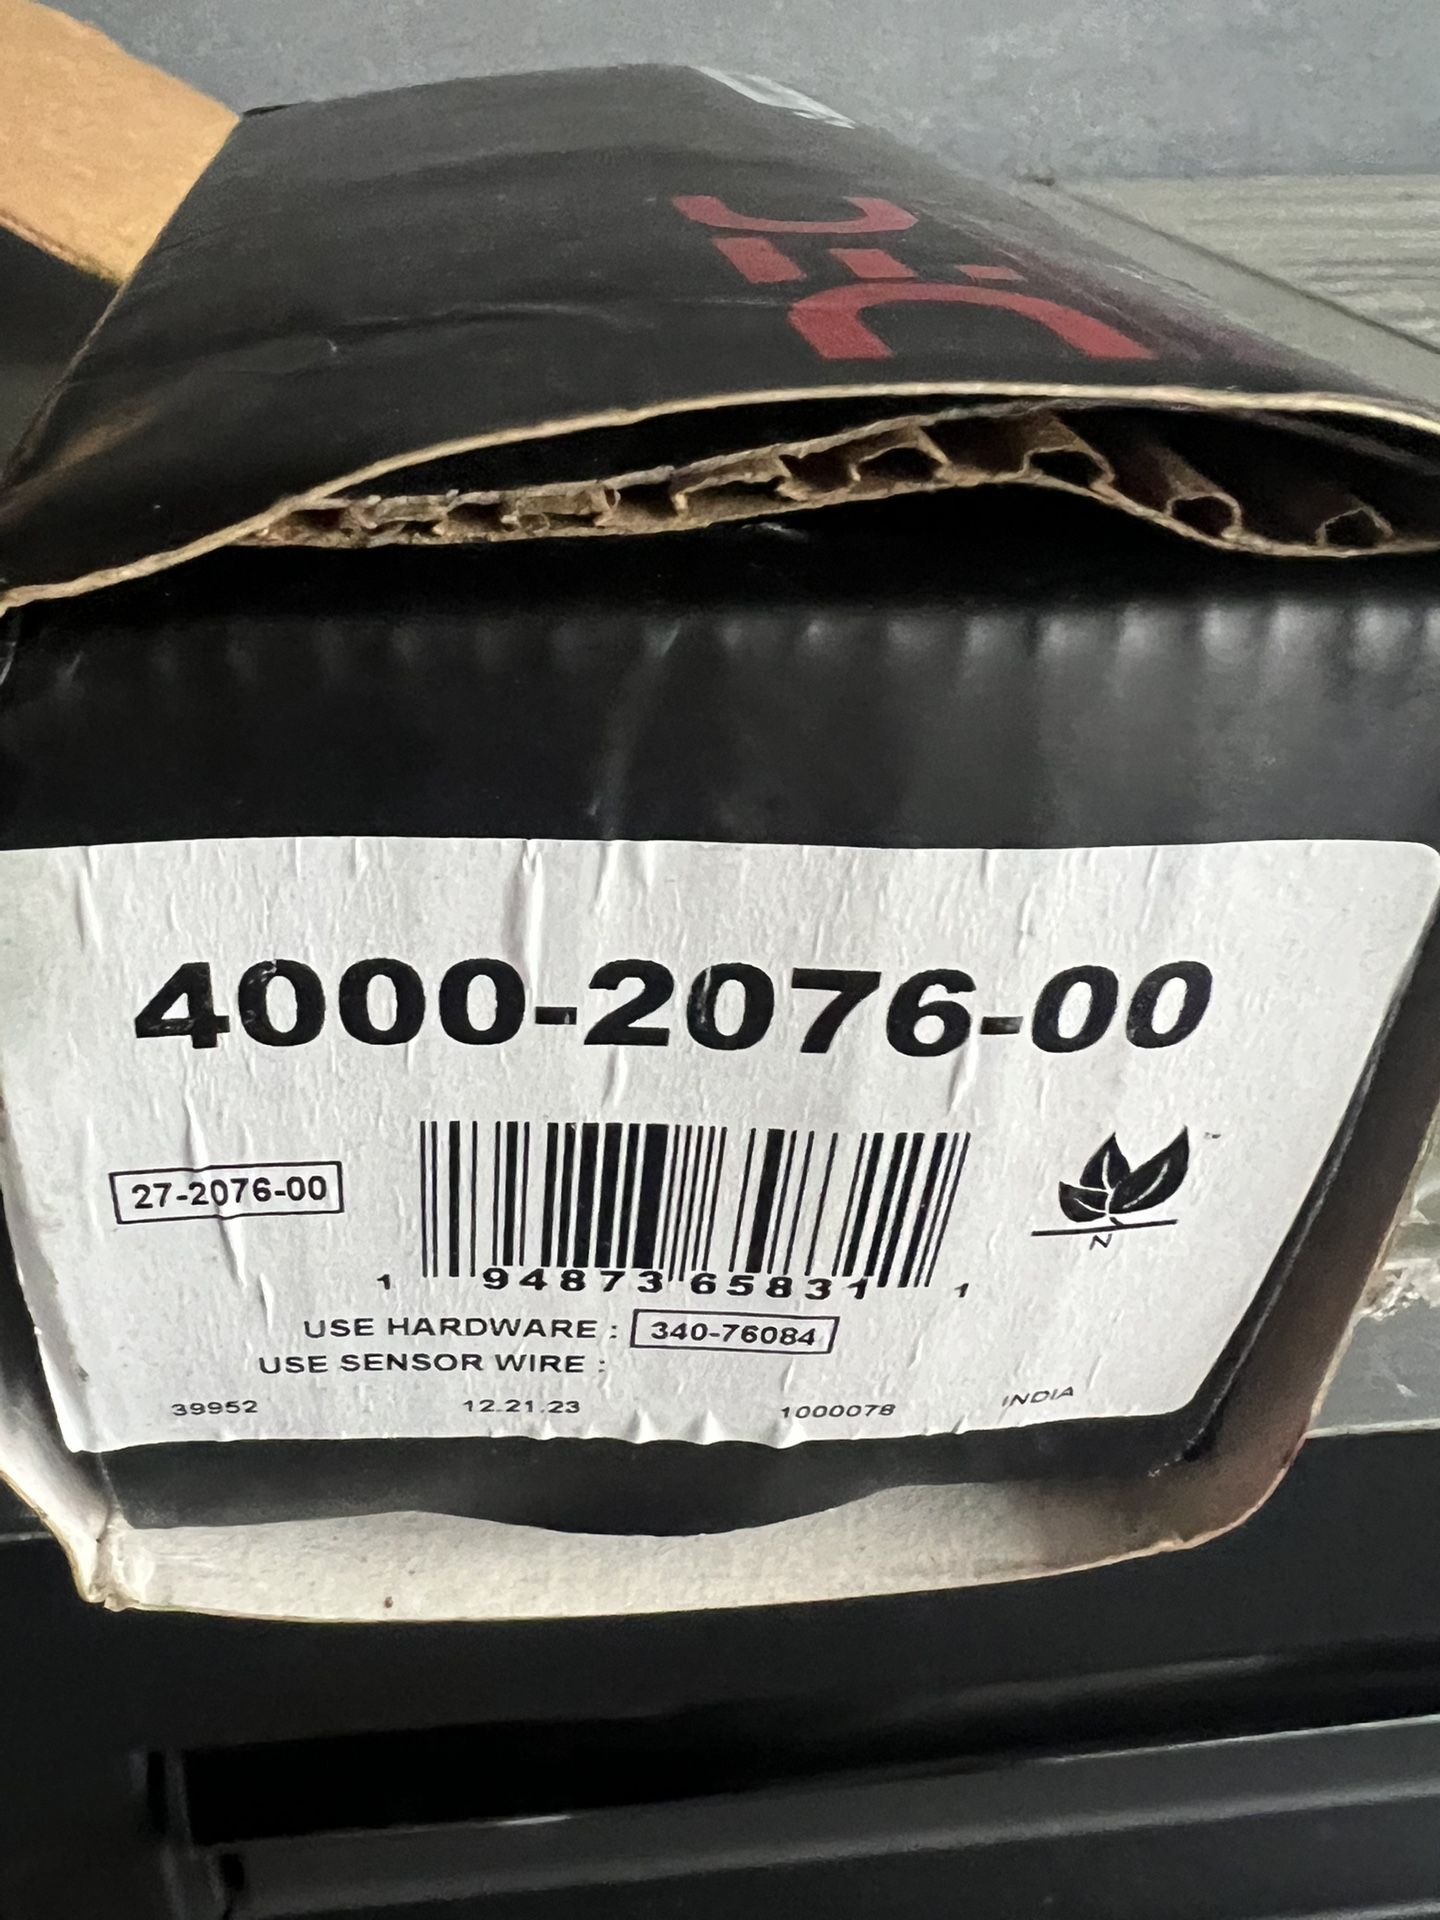 4000-2076-00
27-2076-00
1 94873 65831 1
N
USE HARDWARE : 340-76084
USE SENSOR WIRE :
39952 12.21.23 1000078 INDIA